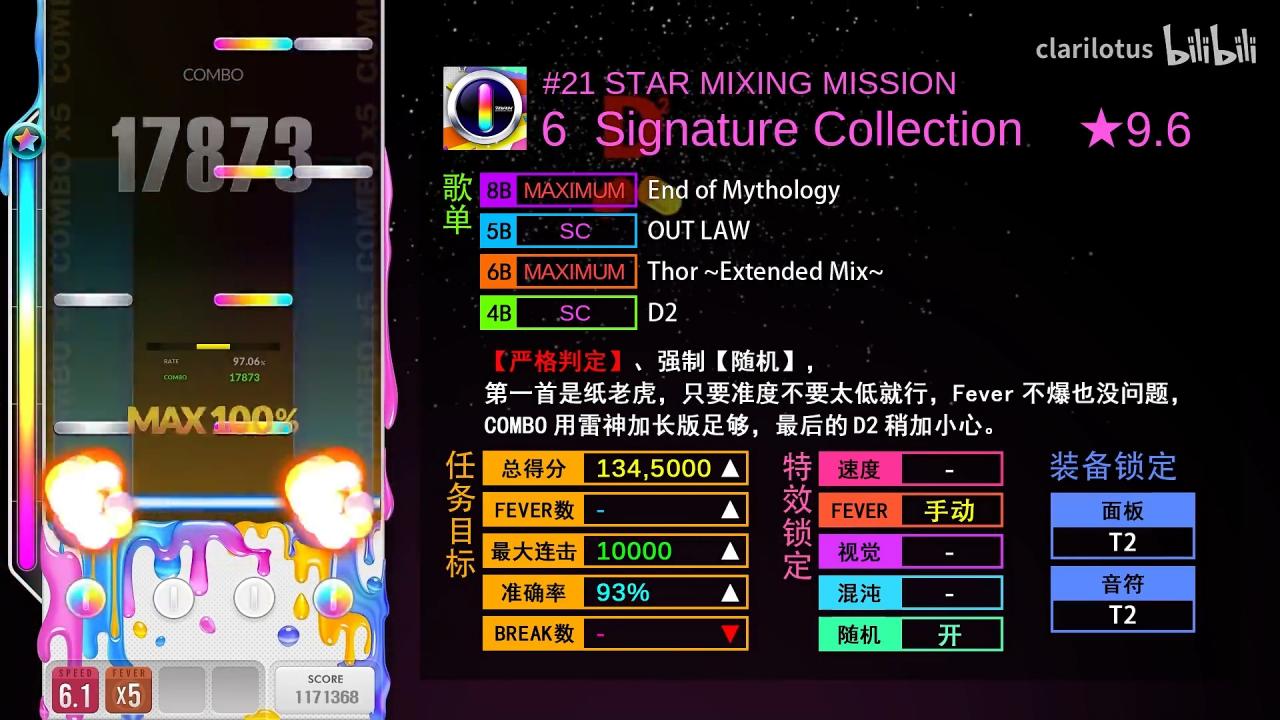 clarilotus bilibili
COMBO
17873
RATE 97.06%
COMBO 17873
MAX 100%
SPEED FEVER
6.1 x5
SCORE
1171368
#21 STAR MIXING MISSION
6 Signature Collection ★9.6
歌单
8B MAXIMUM End of Mythology
5B SC OUT LAW
6B MAXIMUM Thor ~Extended Mix~
4B SC D2
【严格判定】、强制【随机】，
第一首是纸老虎，只要准度不要太低就行，Fever 不爆也没问题，
COMBO 用雷神加长版足够，最后的 D2 稍加小心。
任务目标
总得分 134,5000 ▲
FEVER数 - ▲
最大连击 10000 ▲
准确率 93% ▲
BREAK数 - ▼
特效锁定
速度 -
FEVER 手动
视觉 -
混沌 -
随机 开
装备锁定
面板
T2
音符
T2